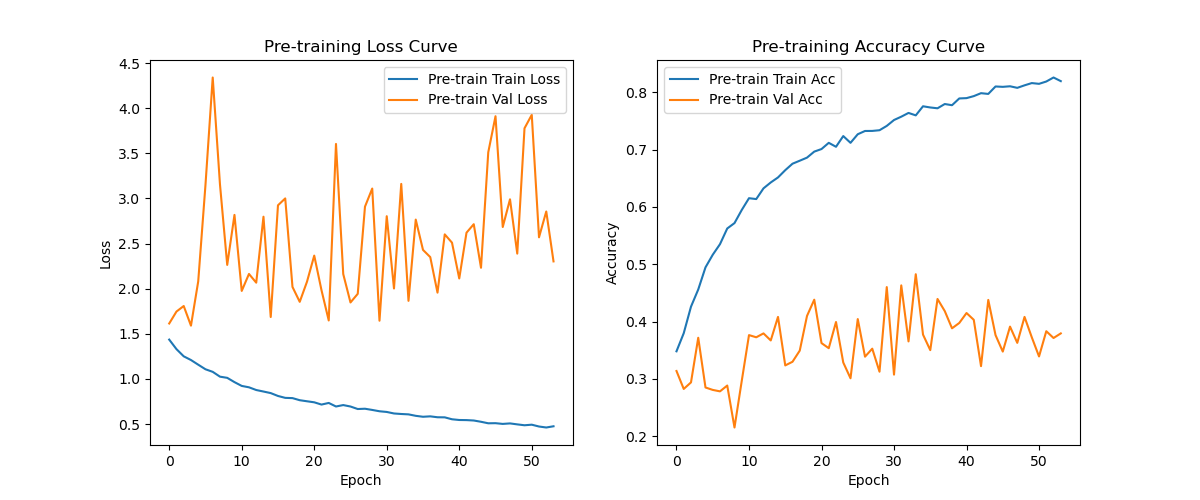 Pre-training Loss Curve
Pre-train Train Loss
Pre-train Val Loss
4.5
4.0
3.5
3.0
2.5
2.0
1.5
1.0
0.5
Loss
0 10 20 30 40 50
Epoch
Pre-training Accuracy Curve
Pre-train Train Acc
Pre-train Val Acc
0.8
0.7
0.6
0.5
0.4
0.3
0.2
Accuracy
0 10 20 30 40 50
Epoch